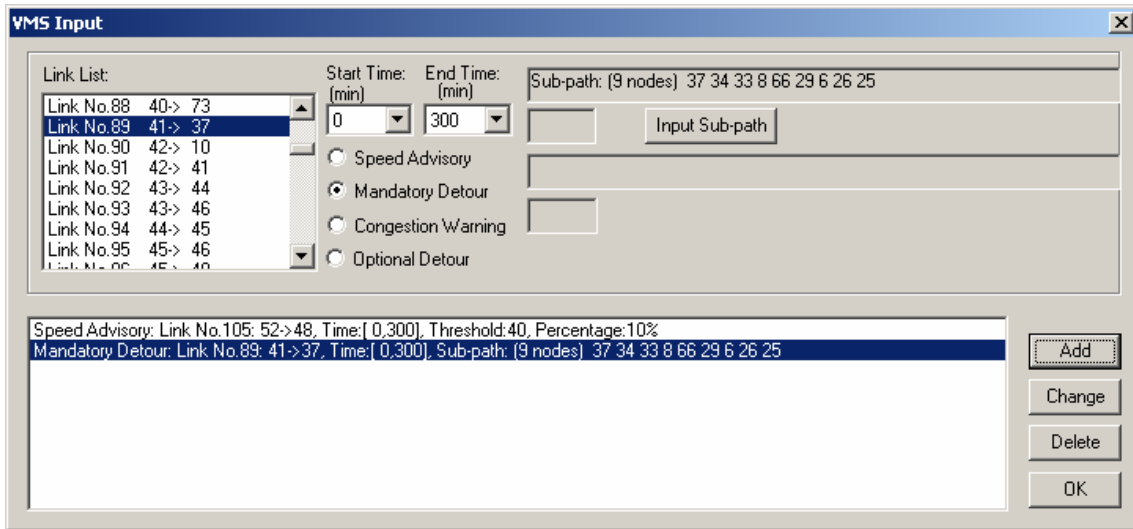 VMS Input
Link List:
Link No.88 40-> 73
Link No.89 41-> 37
Link No.90 42-> 10
Link No.91 42-> 41
Link No.92 43-> 44
Link No.93 43-> 46
Link No.94 44-> 45
Link No.95 45-> 46
Start Time:
(min)
0
End Time:
(min)
300
Speed Advisory
Mandatory Detour
Congestion Warning
Optional Detour
Sub-path: (9 nodes) 37 34 33 8 66 29 6 26 25
Input Sub-path
Speed Advisory: Link No.105: 52->48, Time:[ 0,300], Threshold:40, Percentage:10%
Mandatory Detour: Link No.89: 41->37, Time:[ 0,300], Sub-path: (9 nodes) 37 34 33 8 66 29 6 26 25
Add
Change
Delete
OK